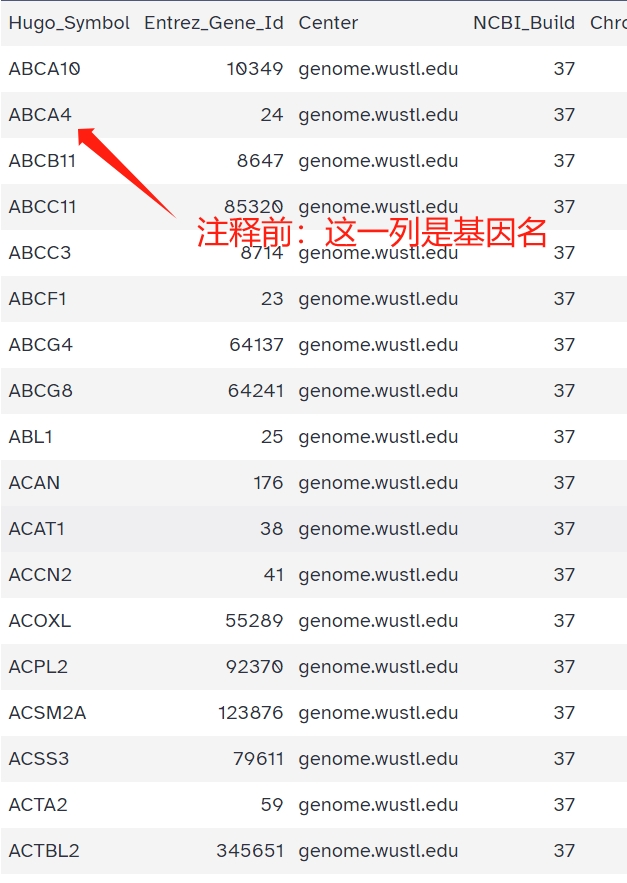 Hugo_Symbol Entrez_Gene_Id Center NCBI_Build Chro
ABCA10 10349 genome.wustl.edu 37
ABCA4 24 genome.wustl.edu 37
ABCB11 8647 genome.wustl.edu 37
ABCC11 85320 genome.wustl.edu 37
注释前：这一列是基因名
ABCC3 8714 genome.wustl.edu 37
ABCF1 23 genome.wustl.edu 37
ABCG4 64137 genome.wustl.edu 37
ABCG8 64241 genome.wustl.edu 37
ABL1 25 genome.wustl.edu 37
ACAN 176 genome.wustl.edu 37
ACAT1 38 genome.wustl.edu 37
ACCN2 41 genome.wustl.edu 37
ACOXL 55289 genome.wustl.edu 37
ACPL2 92370 genome.wustl.edu 37
ACSM2A 123876 genome.wustl.edu 37
ACSS3 79611 genome.wustl.edu 37
ACTA2 59 genome.wustl.edu 37
ACTBL2 345651 genome.wustl.edu 37